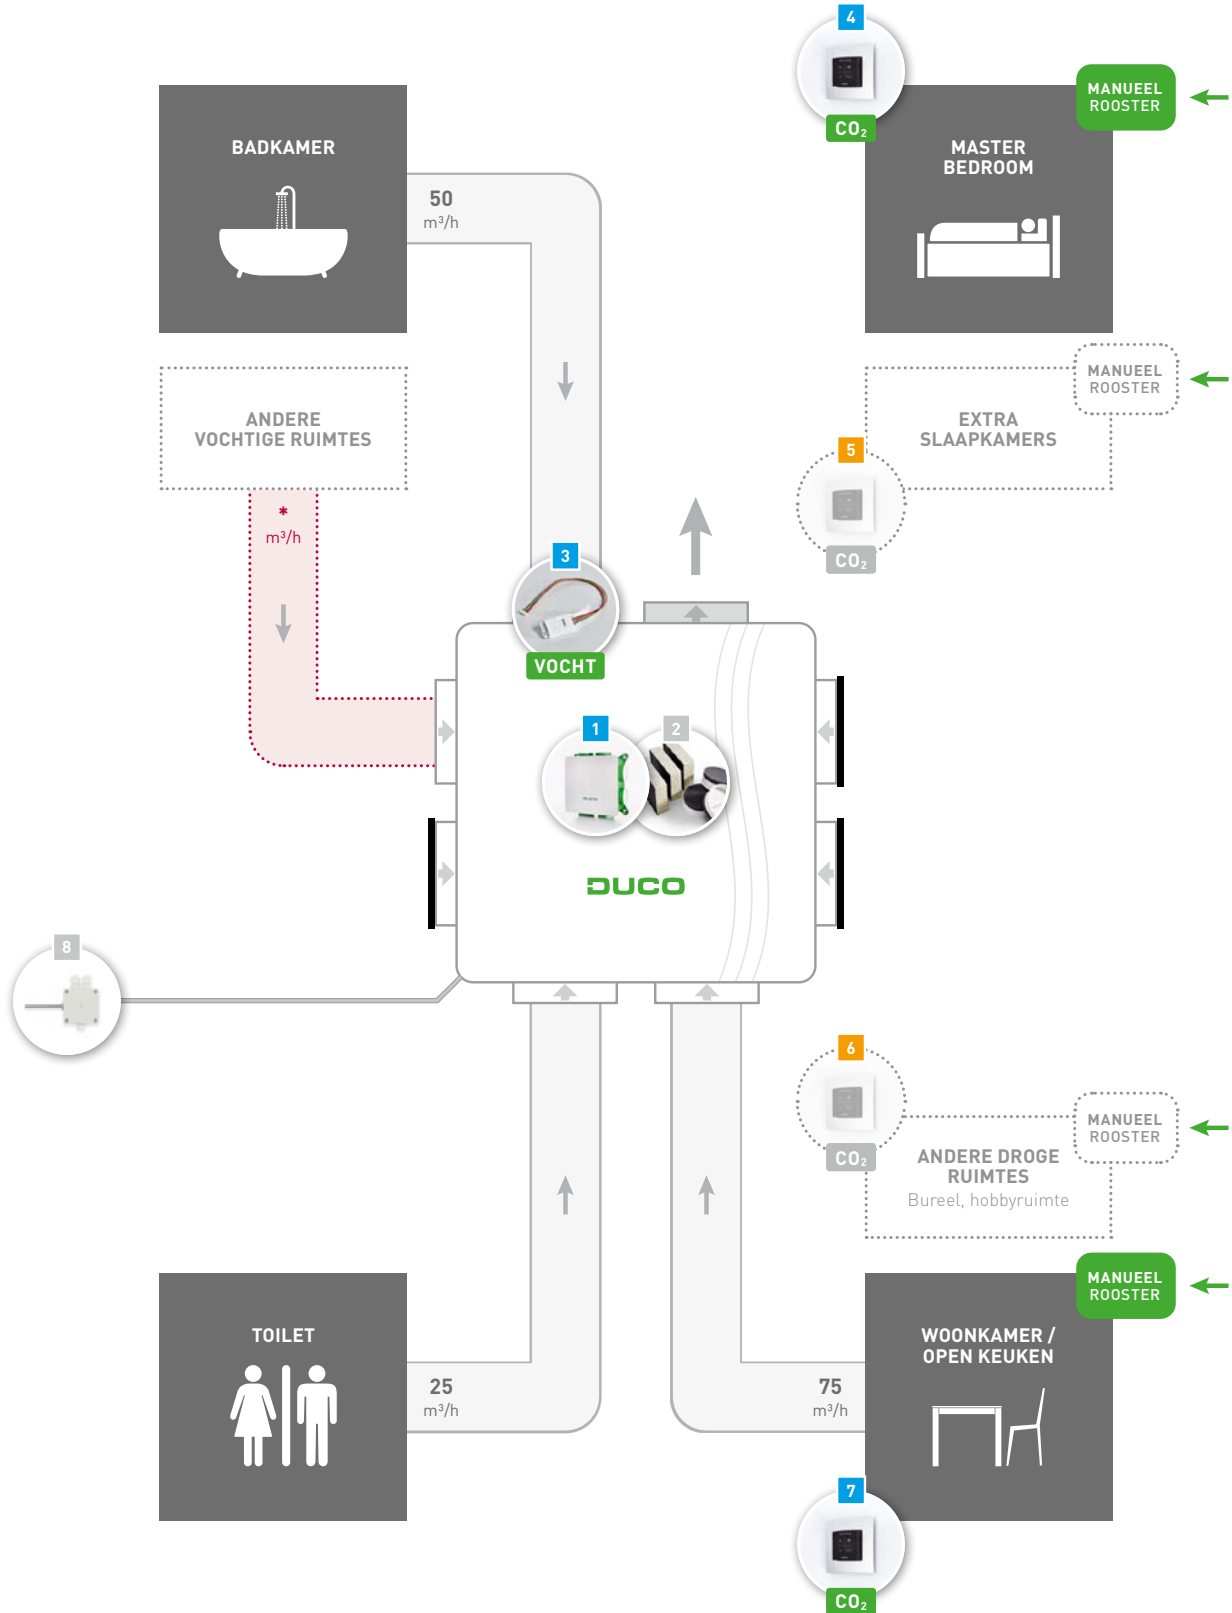 4
MANUEEL
ROOSTER
CO₂
BADKAMER
MASTER
BEDROOM
50
m³/h
MANUEEL
ROOSTER
ANDERE
VOCHTIGE RUIMTES
EXTRA
SLAAPKAMERS
5
CO₂
*
m³/h
3
VOCHT
1
2
DUCO
8
6
CO₂
MANUEEL
ROOSTER
ANDERE DROGE
RUIMTES
Bureel, hobbyruimte
MANUEEL
ROOSTER
TOILET
WOONKAMER /
OPEN KEUKEN
25
m³/h
75
m³/h
7
CO₂